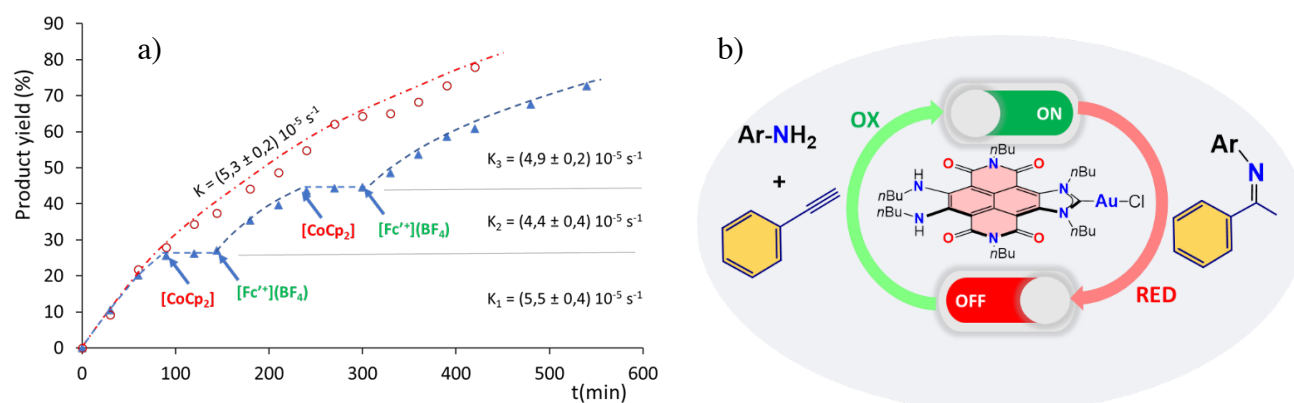 a)
Product yield (%)
90
80
70
60
50
40
30
20
10
0
0
100
200
300
400
500
600
t(min)
K = (5,3 ± 0,2) 10⁻⁵ s⁻¹
K₃ = (4,9 ± 0,2) 10⁻⁵ s⁻¹
K₂ = (4,4 ± 0,4) 10⁻⁵ s⁻¹
K₁ = (5,5 ± 0,4) 10⁻⁵ s⁻¹
[CoCp₂]
[Fc'⁺](BF₄)
[CoCp₂]
[Fc'⁺](BF₄)
b)
OX
ON
Ar-NH₂
+
nBu
O N O
H
nBu N
nBu N
H
nBu
N
N
nBu
Au-Cl
O N O
nBu
Ar
N
OFF
RED